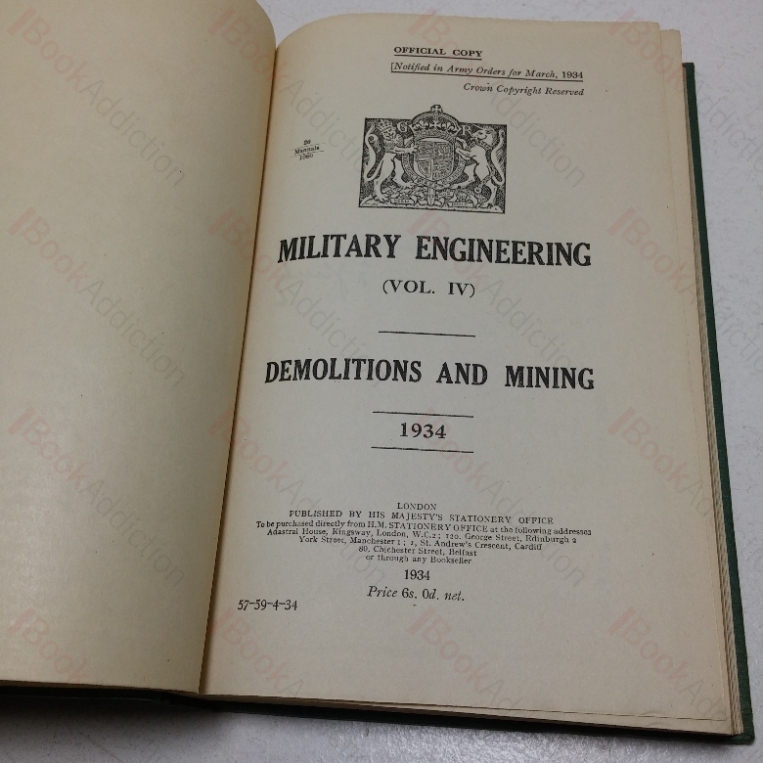 OFFICIAL COPY
[Notified in Army Orders for March, 1934
Crown Copyright Reserved
G R
Manuals
MILITARY ENGINEERING
(VOL. IV)
DEMOLITIONS AND MINING
1934
LONDON
PUBLISHED BY HIS MAJESTY'S STATIONERY OFFICE
To be purchased directly from H.M. STATIONERY OFFICE at the following addresses
Adastral House, Kingsway, London, W.C.2; 120, George Street, Edinburgh 2
York Street, Manchester 1; 1, St. Andrew's Crescent, Cardiff
80, Chichester Street, Belfast
or through any Bookseller
1934
Price 6s. 0d. net.
57-59-4-34
BookAddiction